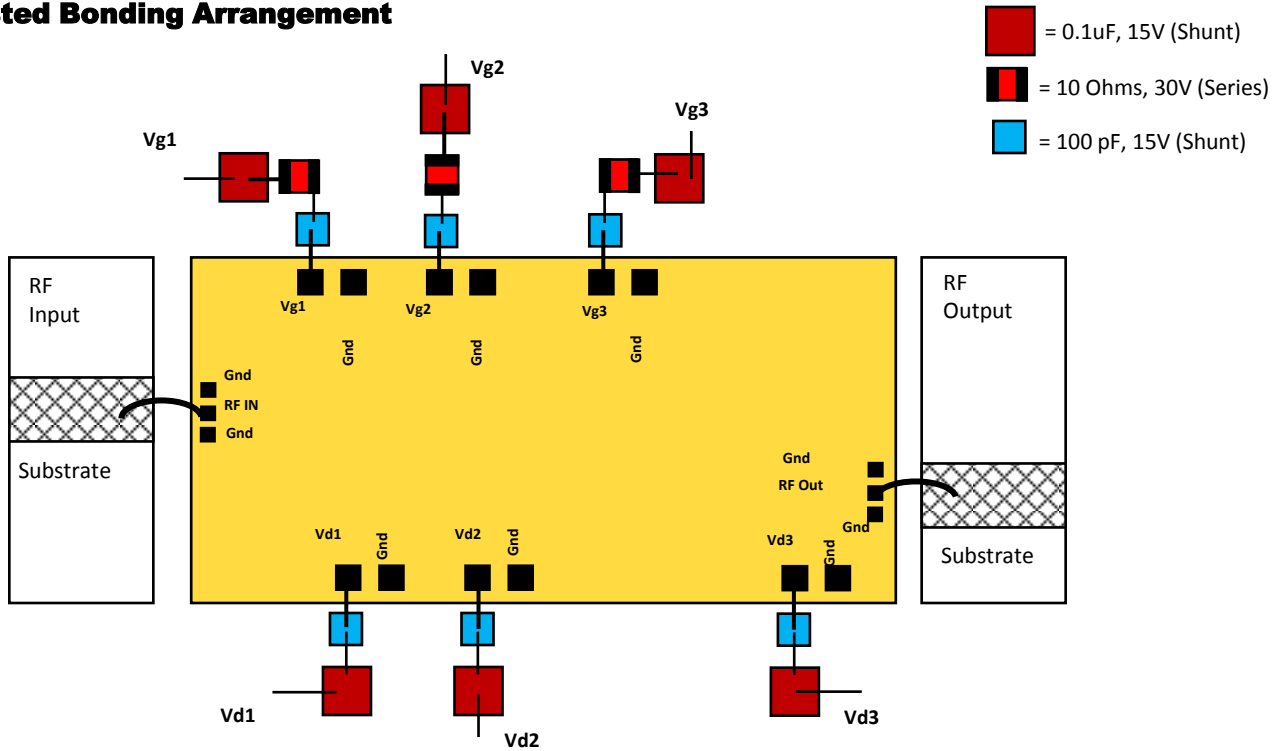 Bonding Arrangement
= 0.1uF, 15V (Shunt)
= 10 Ohms, 30V (Series)
= 100 pF, 15V (Shunt)
Vg2
Vg1
Vg3
RF
Input
RF
Output
Vg1
Vg2
Vg3
Gnd
Gnd
Gnd
Gnd
RF IN
Gnd
Substrate
Gnd
RF Out
Gnd
Vd1
Gnd
Vd2
Gnd
Vd3
Gnd
Substrate
Vd1
Vd2
Vd3